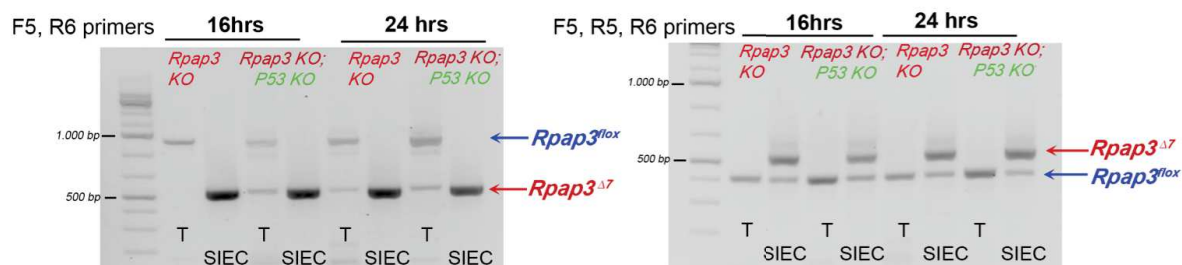 F5, R6 primers
16hrs
24 hrs
Rpap3 KO
Rpap3 KO;
P53 KO
Rpap3 KO
Rpap3 KO;
P53 KO
1.000 bp
500 bp
Rpap3flox
Rpap3Δ7
T
SIEC
T
SIEC
T
SIEC
T
SIEC
F5, R5, R6 primers
16hrs
24 hrs
Rpap3
KO
Rpap3 KO;
P53 KO
Rpap3
KO
Rpap3 KO;
P53 KO
1.000 bp
500 bp
Rpap3Δ7
Rpap3flox
T
SIEC
T
SIEC
T
SIEC
T
SIEC